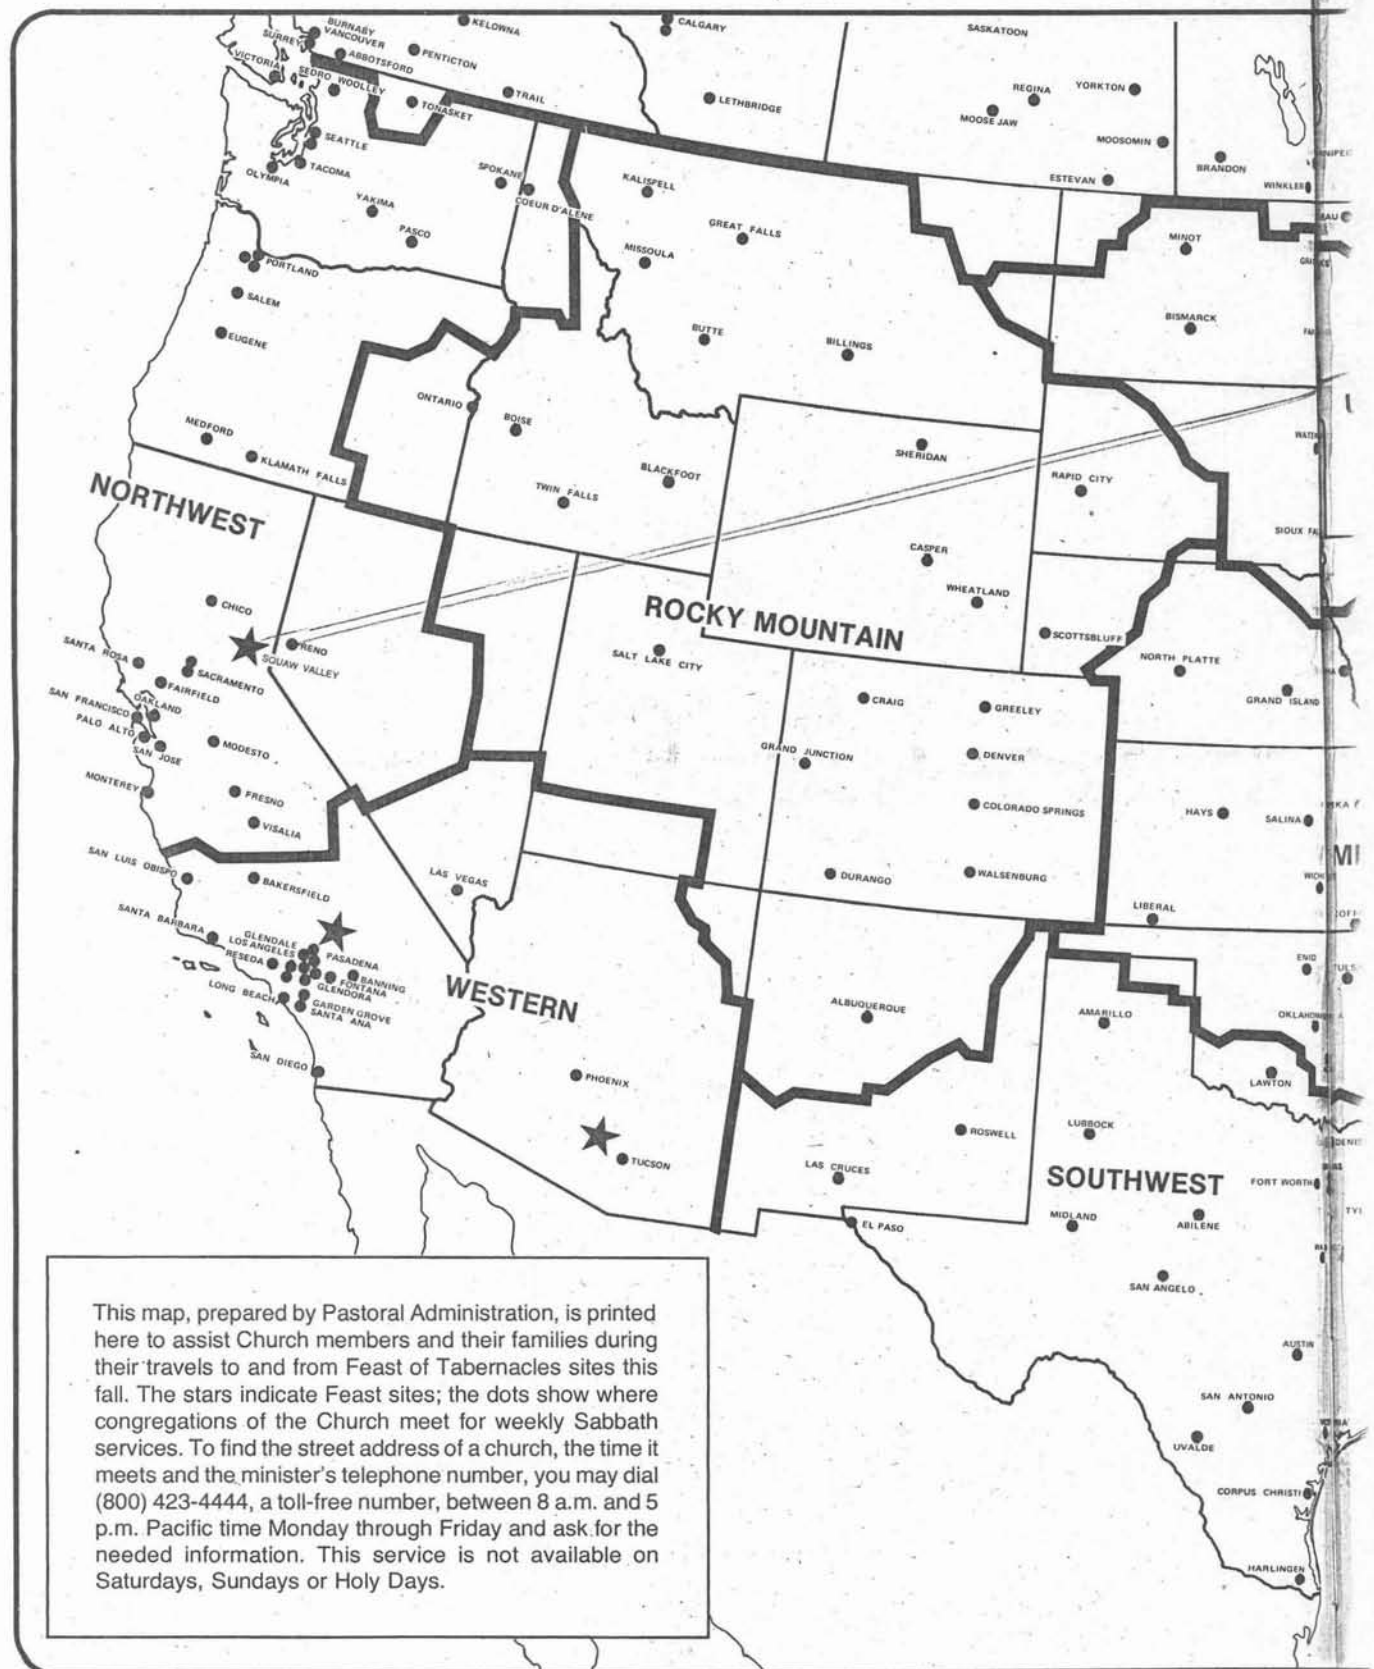 KELOWNA
CALGARY
BURNABY
VANCOUVER
SURREY
PENTICTON
ABBOTSFORD
VICTORIA
SEDRO WOOLLEY
TONASKET
TRAIL
LETHBRIDGE
SASKATOON
REGINA
YORKTON
MOOSE JAW
MOOSOMIN
ESTEVAN
BRANDON
WINKLER
SEATTLE
TACOMA
OLYMPIA
YAKIMA
PASCO
SPOKANE
COEUR D'ALENE
KALISPELL
GREAT FALLS
MISSOULA
MINOT
BISMARCK
PORTLAND
SALEM
EUGENE
BUTTE
BILLINGS
ONTARIO
BOISE
MEDFORD
KLAMATH FALLS
BLACKFOOT
TWIN FALLS
SHERIDAN
RAPID CITY
NORTHWEST
CASPER
WHEATLAND
ROCKY MOUNTAIN
SCOTTSBLUFF
NORTH PLATTE
GRAND ISLAND
CHICO
RENO
SQUAW VALLEY
SANTA ROSA
SACRAMENTO
FAIRFIELD
OAKLAND
SAN FRANCISCO
PALO ALTO
SAN JOSE
MODESTO
MONTEREY
FRESNO
VISALIA
SALT LAKE CITY
CRAIG
GREELEY
GRAND JUNCTION
DENVER
COLORADO SPRINGS
HAYS
SALINA
DURANGO
WALSENBURG
LIBERAL
SAN LUIS OBISPO
BAKERSFIELD
LAS VEGAS
SANTA BARBARA
GLENDALE
LOS ANGELES
PASADENA
RESEDA
BANNING
FONTANA
GLENDORA
LONG BEACH
GARDEN GROVE
SANTA ANA
SAN DIEGO
WESTERN
ENID
ALBUQUERQUE
AMARILLO
LAWTON
PHOENIX
TUCSON
ROSWELL
LUBBOCK
LAS CRUCES
SOUTHWEST
FORT WORTH
EL PASO
MIDLAND
ABILENE
SAN ANGELO
AUSTIN
SAN ANTONIO
UVALDE
CORPUS CHRISTI
HARLINGEN
This map, prepared by Pastoral Administration, is printed
here to assist Church members and their families during
their travels to and from Feast of Tabernacles sites this
fall. The stars indicate Feast sites; the dots show where
congregations of the Church meet for weekly Sabbath
services. To find the street address of a church, the time it
meets and the minister's telephone number, you may dial
(800) 423-4444, a toll-free number, between 8 a.m. and 5
p.m. Pacific time Monday through Friday and ask for the
needed information. This service is not available on
Saturdays, Sundays or Holy Days.